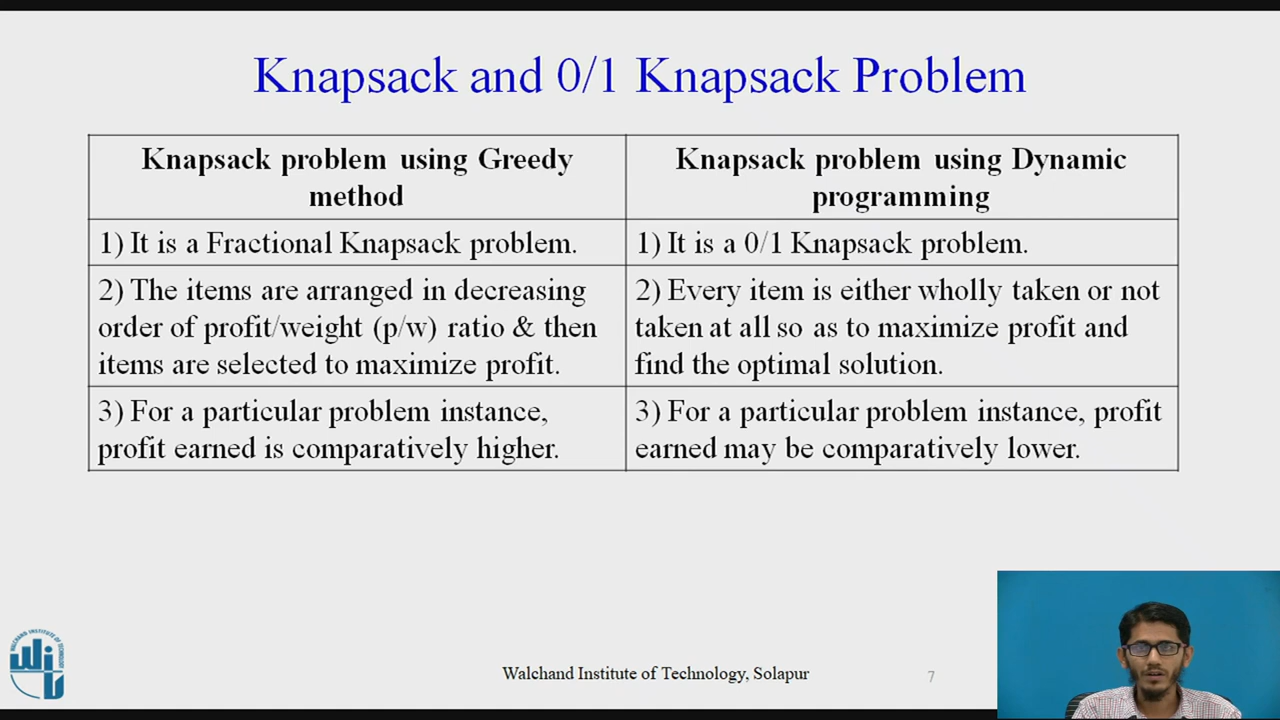 Knapsack and 0/1 Knapsack Problem
Knapsack problem using Greedy
method
Knapsack problem using Dynamic
programming
1) It is a Fractional Knapsack problem.
1) It is a 0/1 Knapsack problem.
2) The items are arranged in decreasing
order of profit/weight (p/w) ratio & then
items are selected to maximize profit.
2) Every item is either wholly taken or not
taken at all so as to maximize profit and
find the optimal solution.
3) For a particular problem instance,
profit earned is comparatively higher.
3) For a particular problem instance, profit
earned may be comparatively lower.
WALCHAND INSTITUTE OF TECHNOLOGY
WIT
Walchand Institute of Technology, Solapur
7